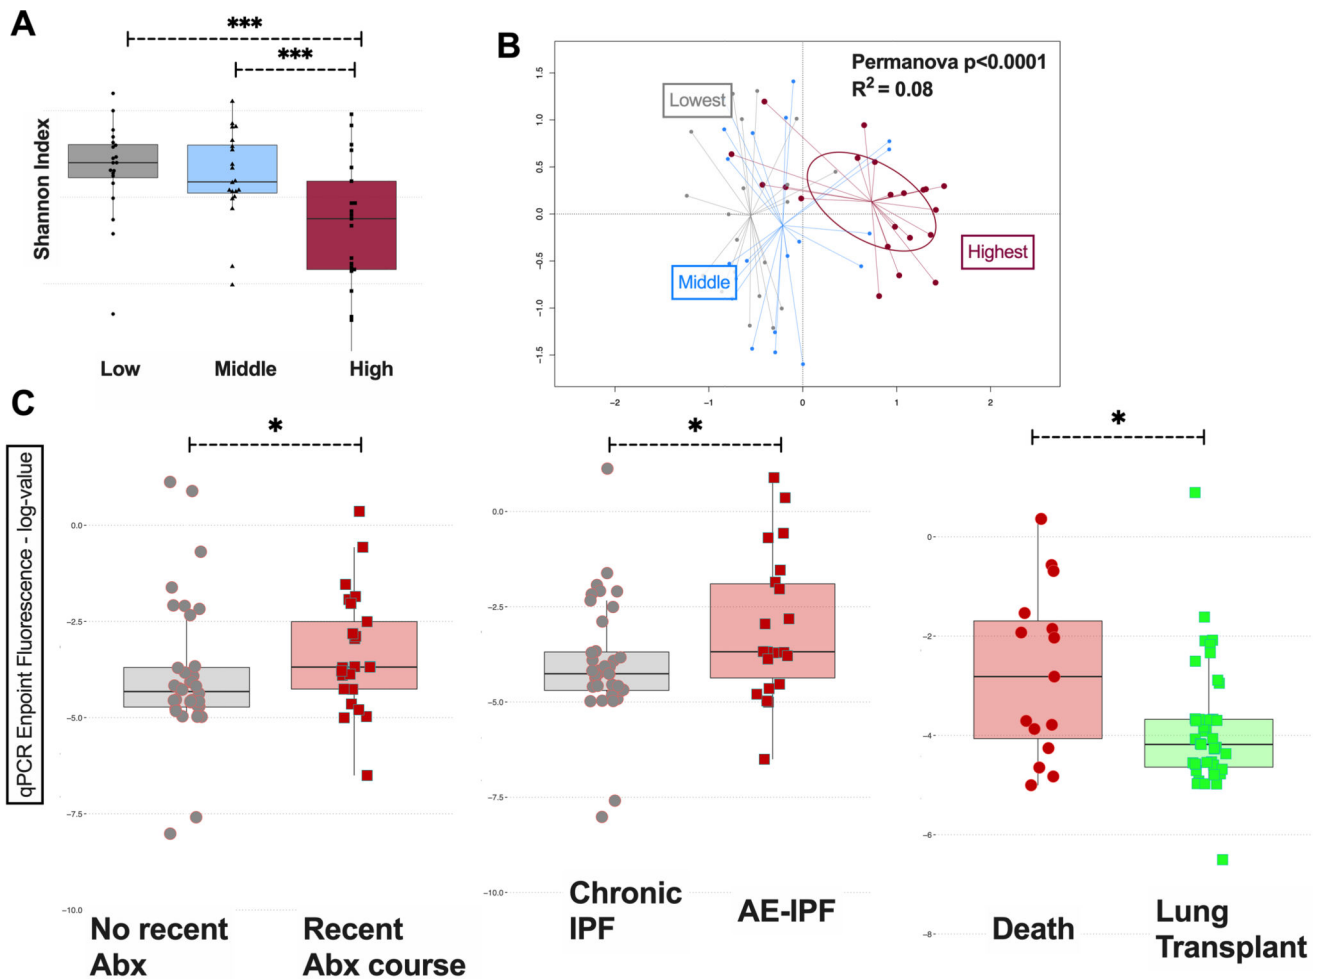 A
***
***
Shannon Index
Low
Middle
High
B
Permanova p<0.0001
R2 = 0.08
Lowest
Middle
Highest
1.5
1.0
0.5
0.0
-0.5
-1.0
-1.5
-2
-1
0
1
2
C
qPCR Enpoint Fluorescence - log-value
*
0.0
-2.5
-5.0
-7.5
-10.0
No recent
Abx
Recent
Abx course
*
0.0
-2.5
-5.0
-7.5
-10.0
Chronic
IPF
AE-IPF
*
0
-2
-4
-6
-8
Death
Lung
Transplant